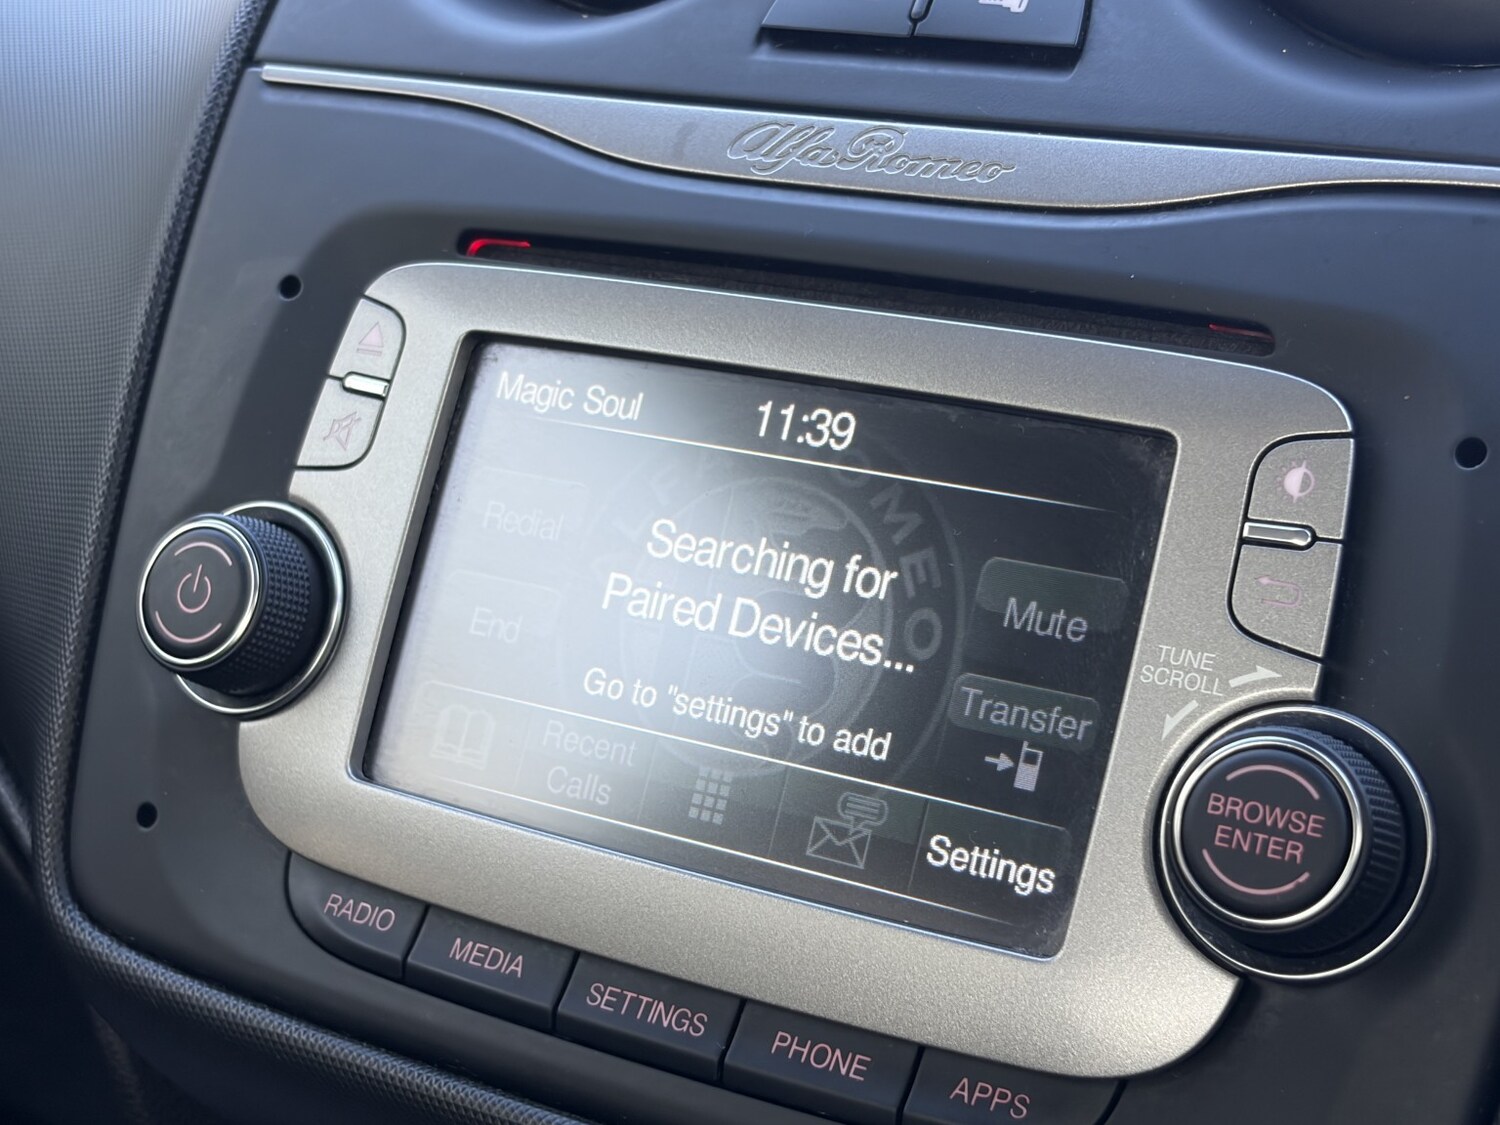 Alfa Romeo
Magic Soul
11:39
Redial
Searching for
Paired Devices...
End
Mute
Go to "settings" to add
Transfer
Recent
Calls
Settings
ROMEO
TUNE
SCROLL
BROWSE
ENTER
RADIO
MEDIA
SETTINGS
PHONE
APPS